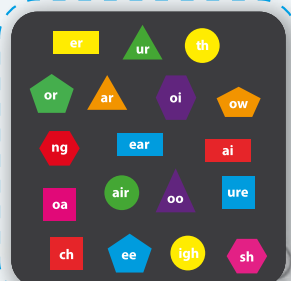 er ur th
or ar oi ow
ng ear ai
oa air oo ure
ch ee igh sh